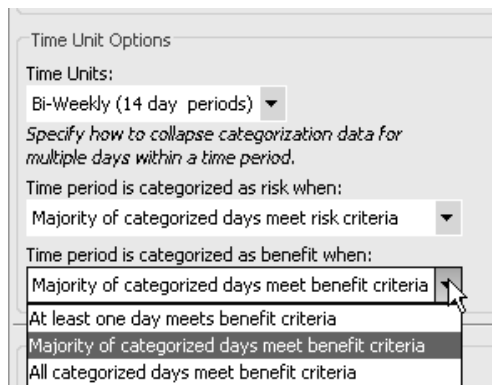 Time Unit Options
Time Units:
Bi-Weekly (14 day periods)
Specify how to collapse categorization data for
multiple days within a time period.
Time period is categorized as risk when:
Majority of categorized days meet risk criteria
Time period is categorized as benefit when:
Majority of categorized days meet benefit criteria
At least one day meets benefit criteria
Majority of categorized days meet benefit criteria
All categorized days meet benefit criteria